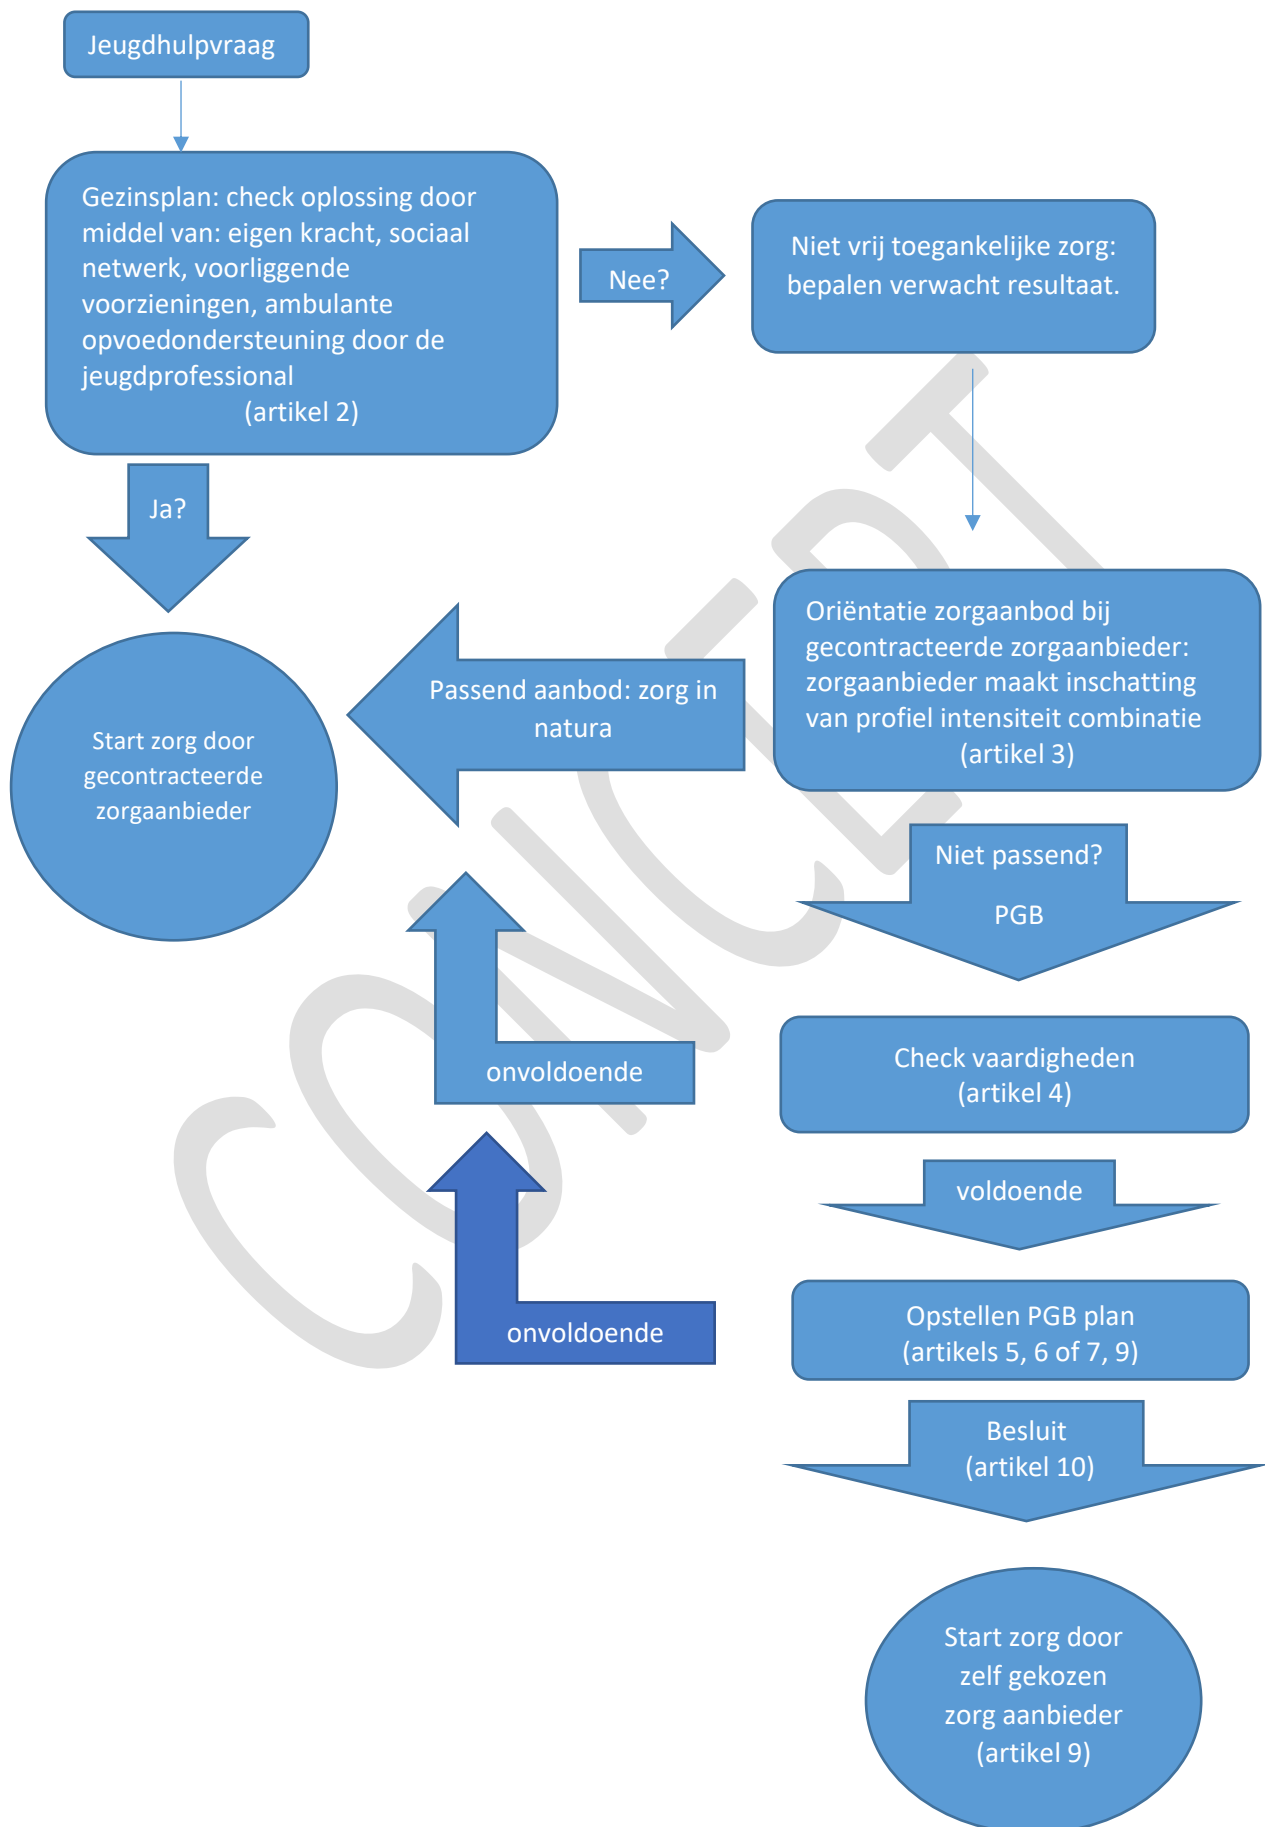 Jeugdhulpvraag
Gezinsplan: check oplossing door
middel van: eigen kracht, sociaal
netwerk, voorliggende
voorzieningen, ambulante
opvoedondersteuning door de
jeugdprofessional
(artikel 2)
Nee?
Niet vrij toegankelijke zorg:
bepalen verwacht resultaat.
Ja?
Oriëntatie zorgaanbod bij
gecontracteerde zorgaanbieder:
zorgaanbieder maakt inschatting
van profiel intensiteit combinatie
(artikel 3)
Passend aanbod: zorg in
natura
Start zorg door
gecontracteerde
zorgaanbieder
Niet passend?
PGB
Check vaardigheden
(artikel 4)
onvoldoende
voldoende
Opstellen PGB plan
(artikels 5, 6 of 7, 9)
onvoldoende
Besluit
(artikel 10)
Start zorg door
zelf gekozen
zorg aanbieder
(artikel 9)
CONCEPT